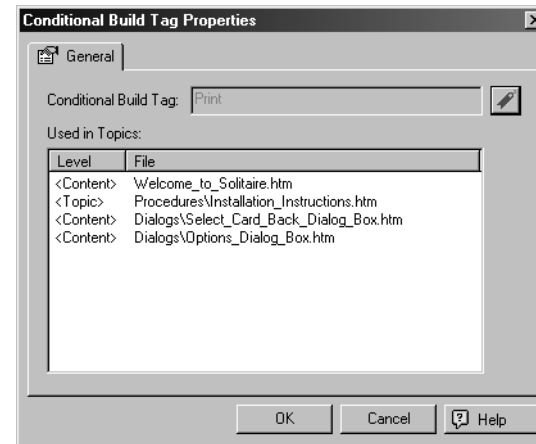 Conditional Build Tag Properties
General
Conditional Build Tag: Print
Used in Topics:
Level File
<Content> Welcome_to_Solitaire.htm
<Topic> Procedures\Installation_Instructions.htm
<Content> Dialogs\Select_Card_Back_Dialog_Box.htm
<Content> Dialogs\Options_Dialog_Box.htm
OK Cancel Help